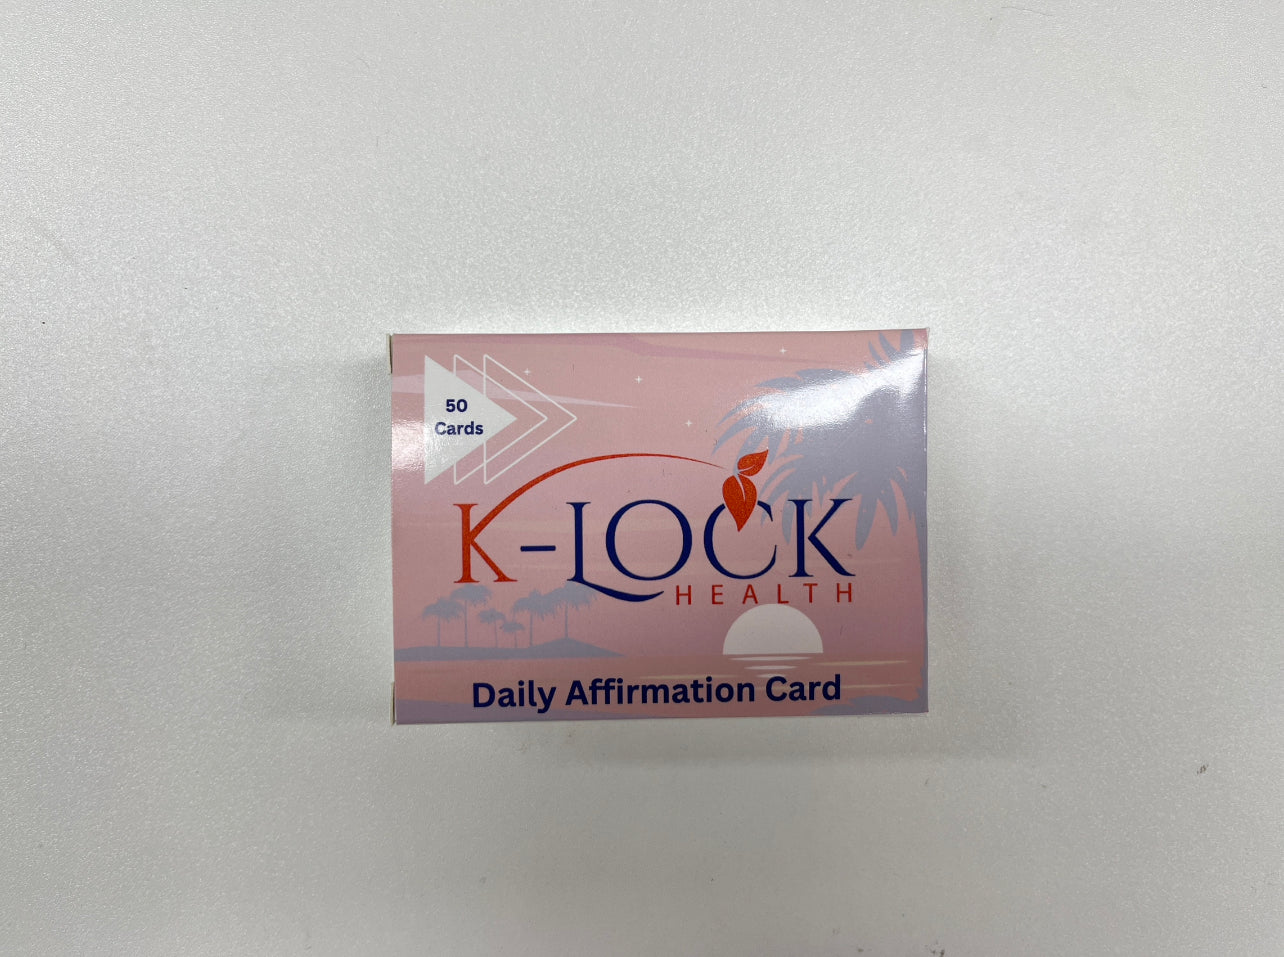 50
Cards
K-LOCK
HEALTH
Daily Affirmation Card